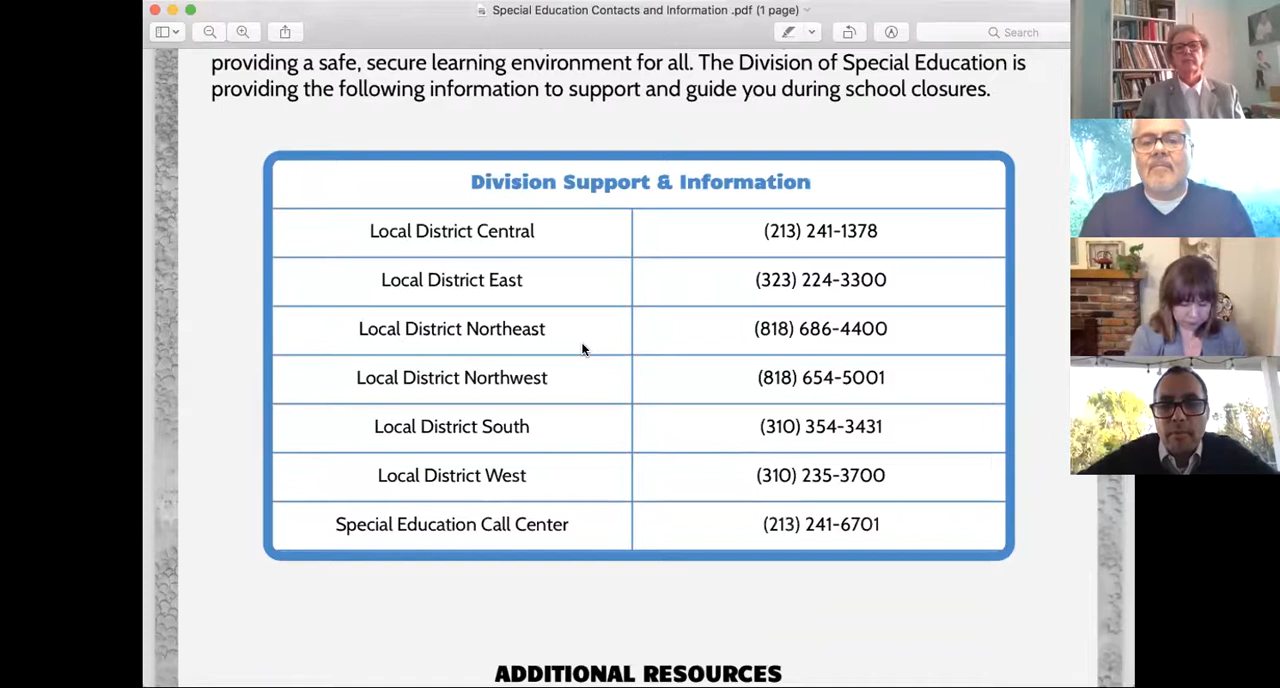 Special Education Contacts and Information .pdf (1 page)
Search
providing a safe, secure learning environment for all. The Division of Special Education is
providing the following information to support and guide you during school closures.
Division Support & Information
Local District Central (213) 241-1378
Local District East (323) 224-3300
Local District Northeast (818) 686-4400
Local District Northwest (818) 654-5001
Local District South (310) 354-3431
Local District West (310) 235-3700
Special Education Call Center (213) 241-6701
ADDITIONAL RESOURCES